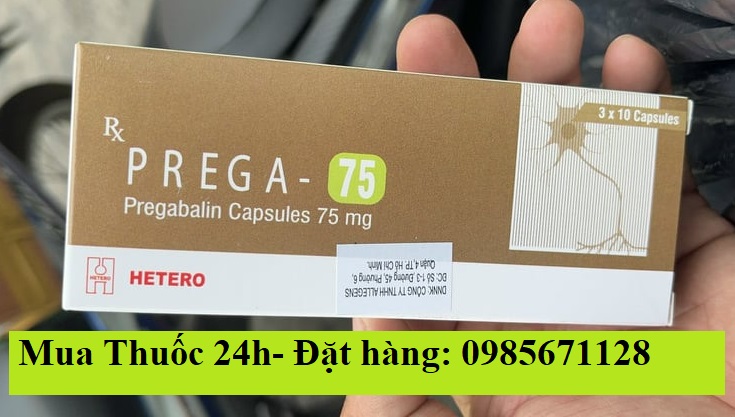 3 x 10 Capsules
Rx
PREGA - 75
Pregabalin Capsules 75 mg
HETERO
HETERO
DNNK: CÔNG TY TNHH ALLEGENS
ĐC: Số 1-3 Đường 45, Phường 6,
Quận 4, TP. Hồ Chí Minh.
Mua Thuốc 24h- Đặt hàng: 0985671128